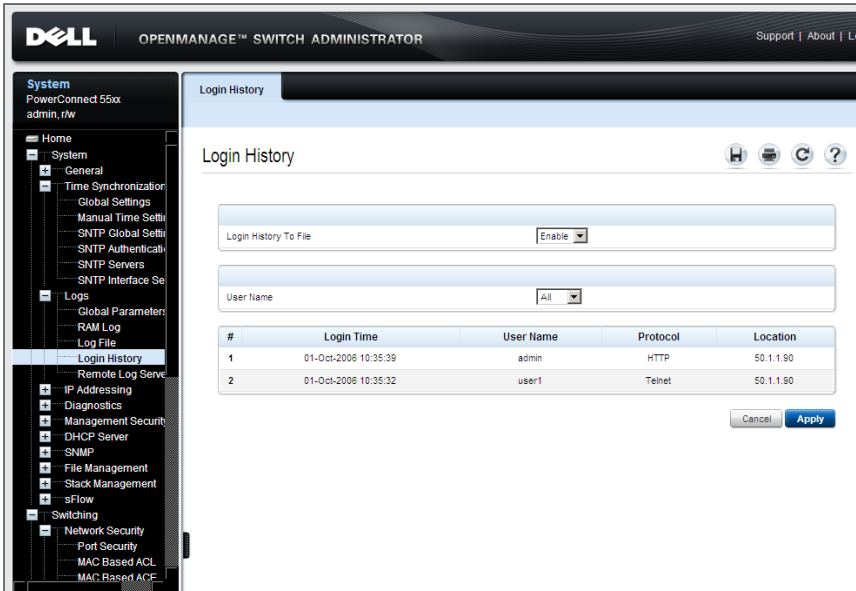 DELL
OPENMANAGE™ SWITCH ADMINISTRATOR
Support | About |
System
PowerConnect 55xx
admin, r/w
Home
System
General
Time Synchronization
Global Settings
Manual Time Setti
SNTP Global Settin
SNTP Authenticati
SNTP Servers
SNTP Interface Se
Logs
Global Parameters
RAM Log
Log File
Login History
Remote Log Serve
IP Addressing
Diagnostics
Management Security
DHCP Server
SNMP
File Management
Stack Management
sFlow
Switching
Network Security
Port Security
MAC Based ACL
MAC Based ACE
Login History
Login History
?
Login History To File Enable
User Name All
# Login Time User Name Protocol Location
1 01-Oct-2006 10:35:39 admin HTTP 50.1.1.90
2 01-Oct-2006 10:35:32 user1 Telnet 50.1.1.90
Cancel Apply